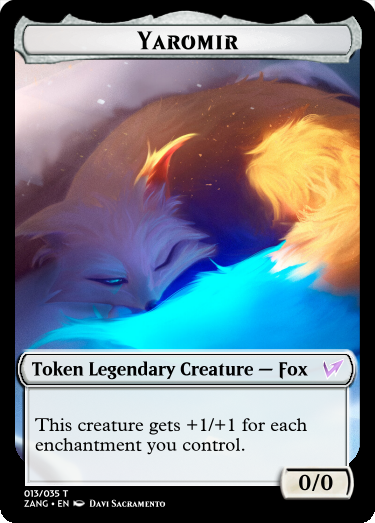 Yaromir
Token Legendary Creature — Fox
This creature gets +1/+1 for each
enchantment you control.
0/0
013/035 T
ZANG • EN Davi Sacramento